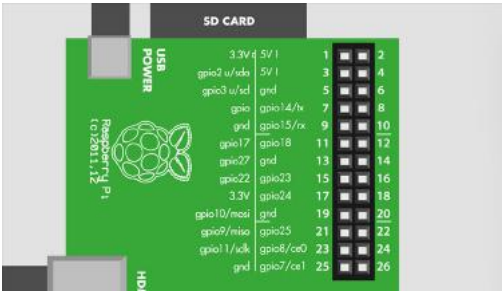 SD CARD
USB
POWER
3.3V 5V 1 2
gpio2 u/sda 5V 3 4
gpio3 u/scl gnd 5 6
gpio gpio14/tx 7 8
gnd gpio15/rx 9 10
gpio17 gpio18 11 12
gpio27 gnd 13 14
gpio22 gpio23 15 16
3.3V gpio24 17 18
gpio10/mosi gnd 19 20
gpio9/miso gpio25 21 22
gpio11/sclk gpio8/ce0 23 24
gnd gpio7/ce1 25 26
Raspberry Pi
(c)2011,12
HD